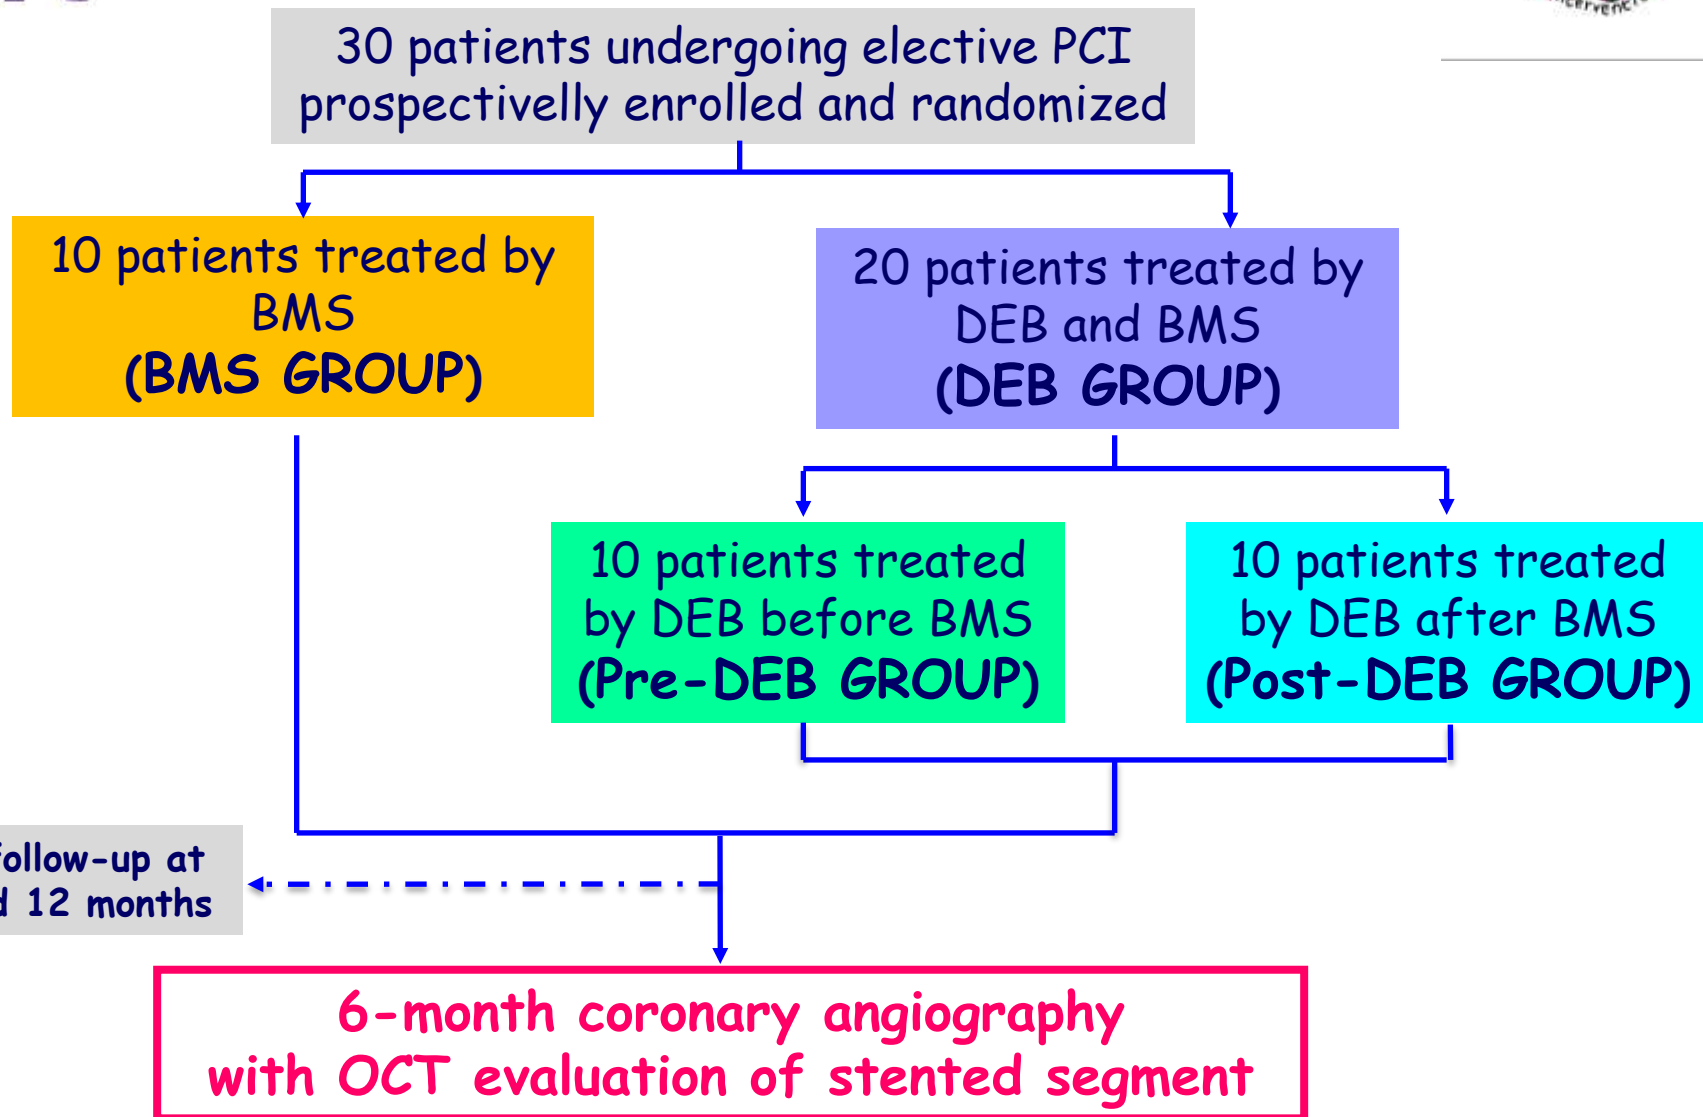 30 patients undergoing elective PCI
prospectivelly enrolled and randomized
10 patients treated by
BMS
(BMS GROUP)
20 patients treated by
DEB and BMS
(DEB GROUP)
10 patients treated
by DEB before BMS
(Pre-DEB GROUP)
10 patients treated
by DEB after BMS
(Post-DEB GROUP)
follow-up at
12 months
6-month coronary angiography
with OCT evaluation of stented segment